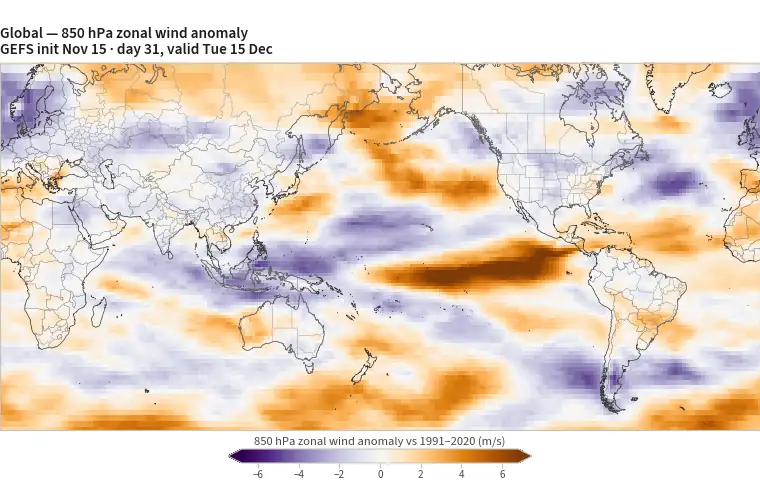 Global — 850 hPa zonal wind anomaly
GEFS init Nov 15 · day 31, valid Tue 15 Dec
850 hPa zonal wind anomaly vs 1991–2020 (m/s)
−6 −4 −2 0 2 4 6